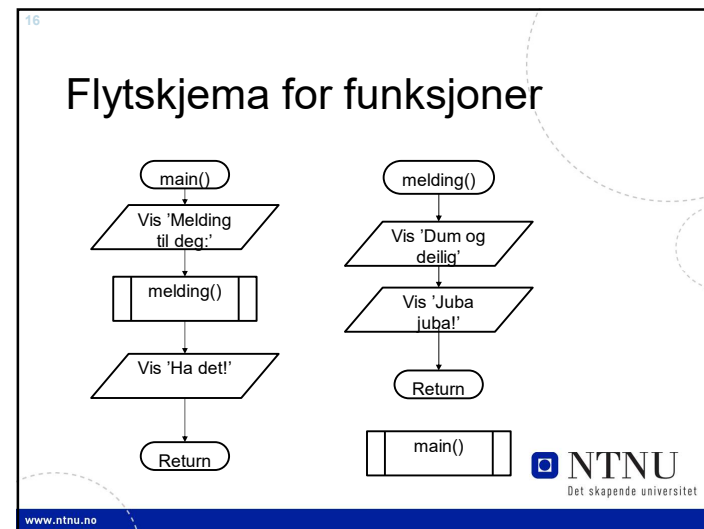 16
Flytskjema for funksjoner
main()
Vis ’Melding
til deg:’
melding()
Vis ’Ha det!’
Return
melding()
Vis ’Dum og
deilig’
Vis ’Juba
juba!’
Return
main()
NTNU
Det skapende universitet
www.ntnu.no